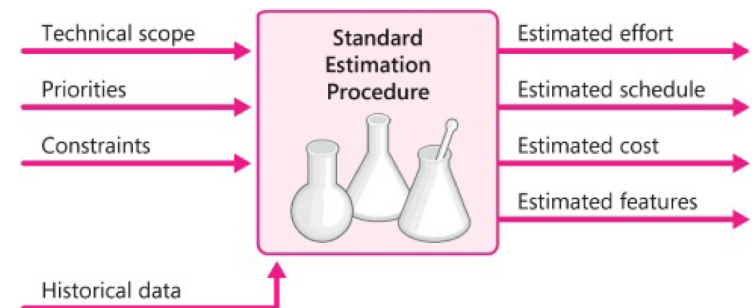 Technical scope
Priorities
Constraints
Historical data
Standard
Estimation
Procedure
Estimated effort
Estimated schedule
Estimated cost
Estimated features